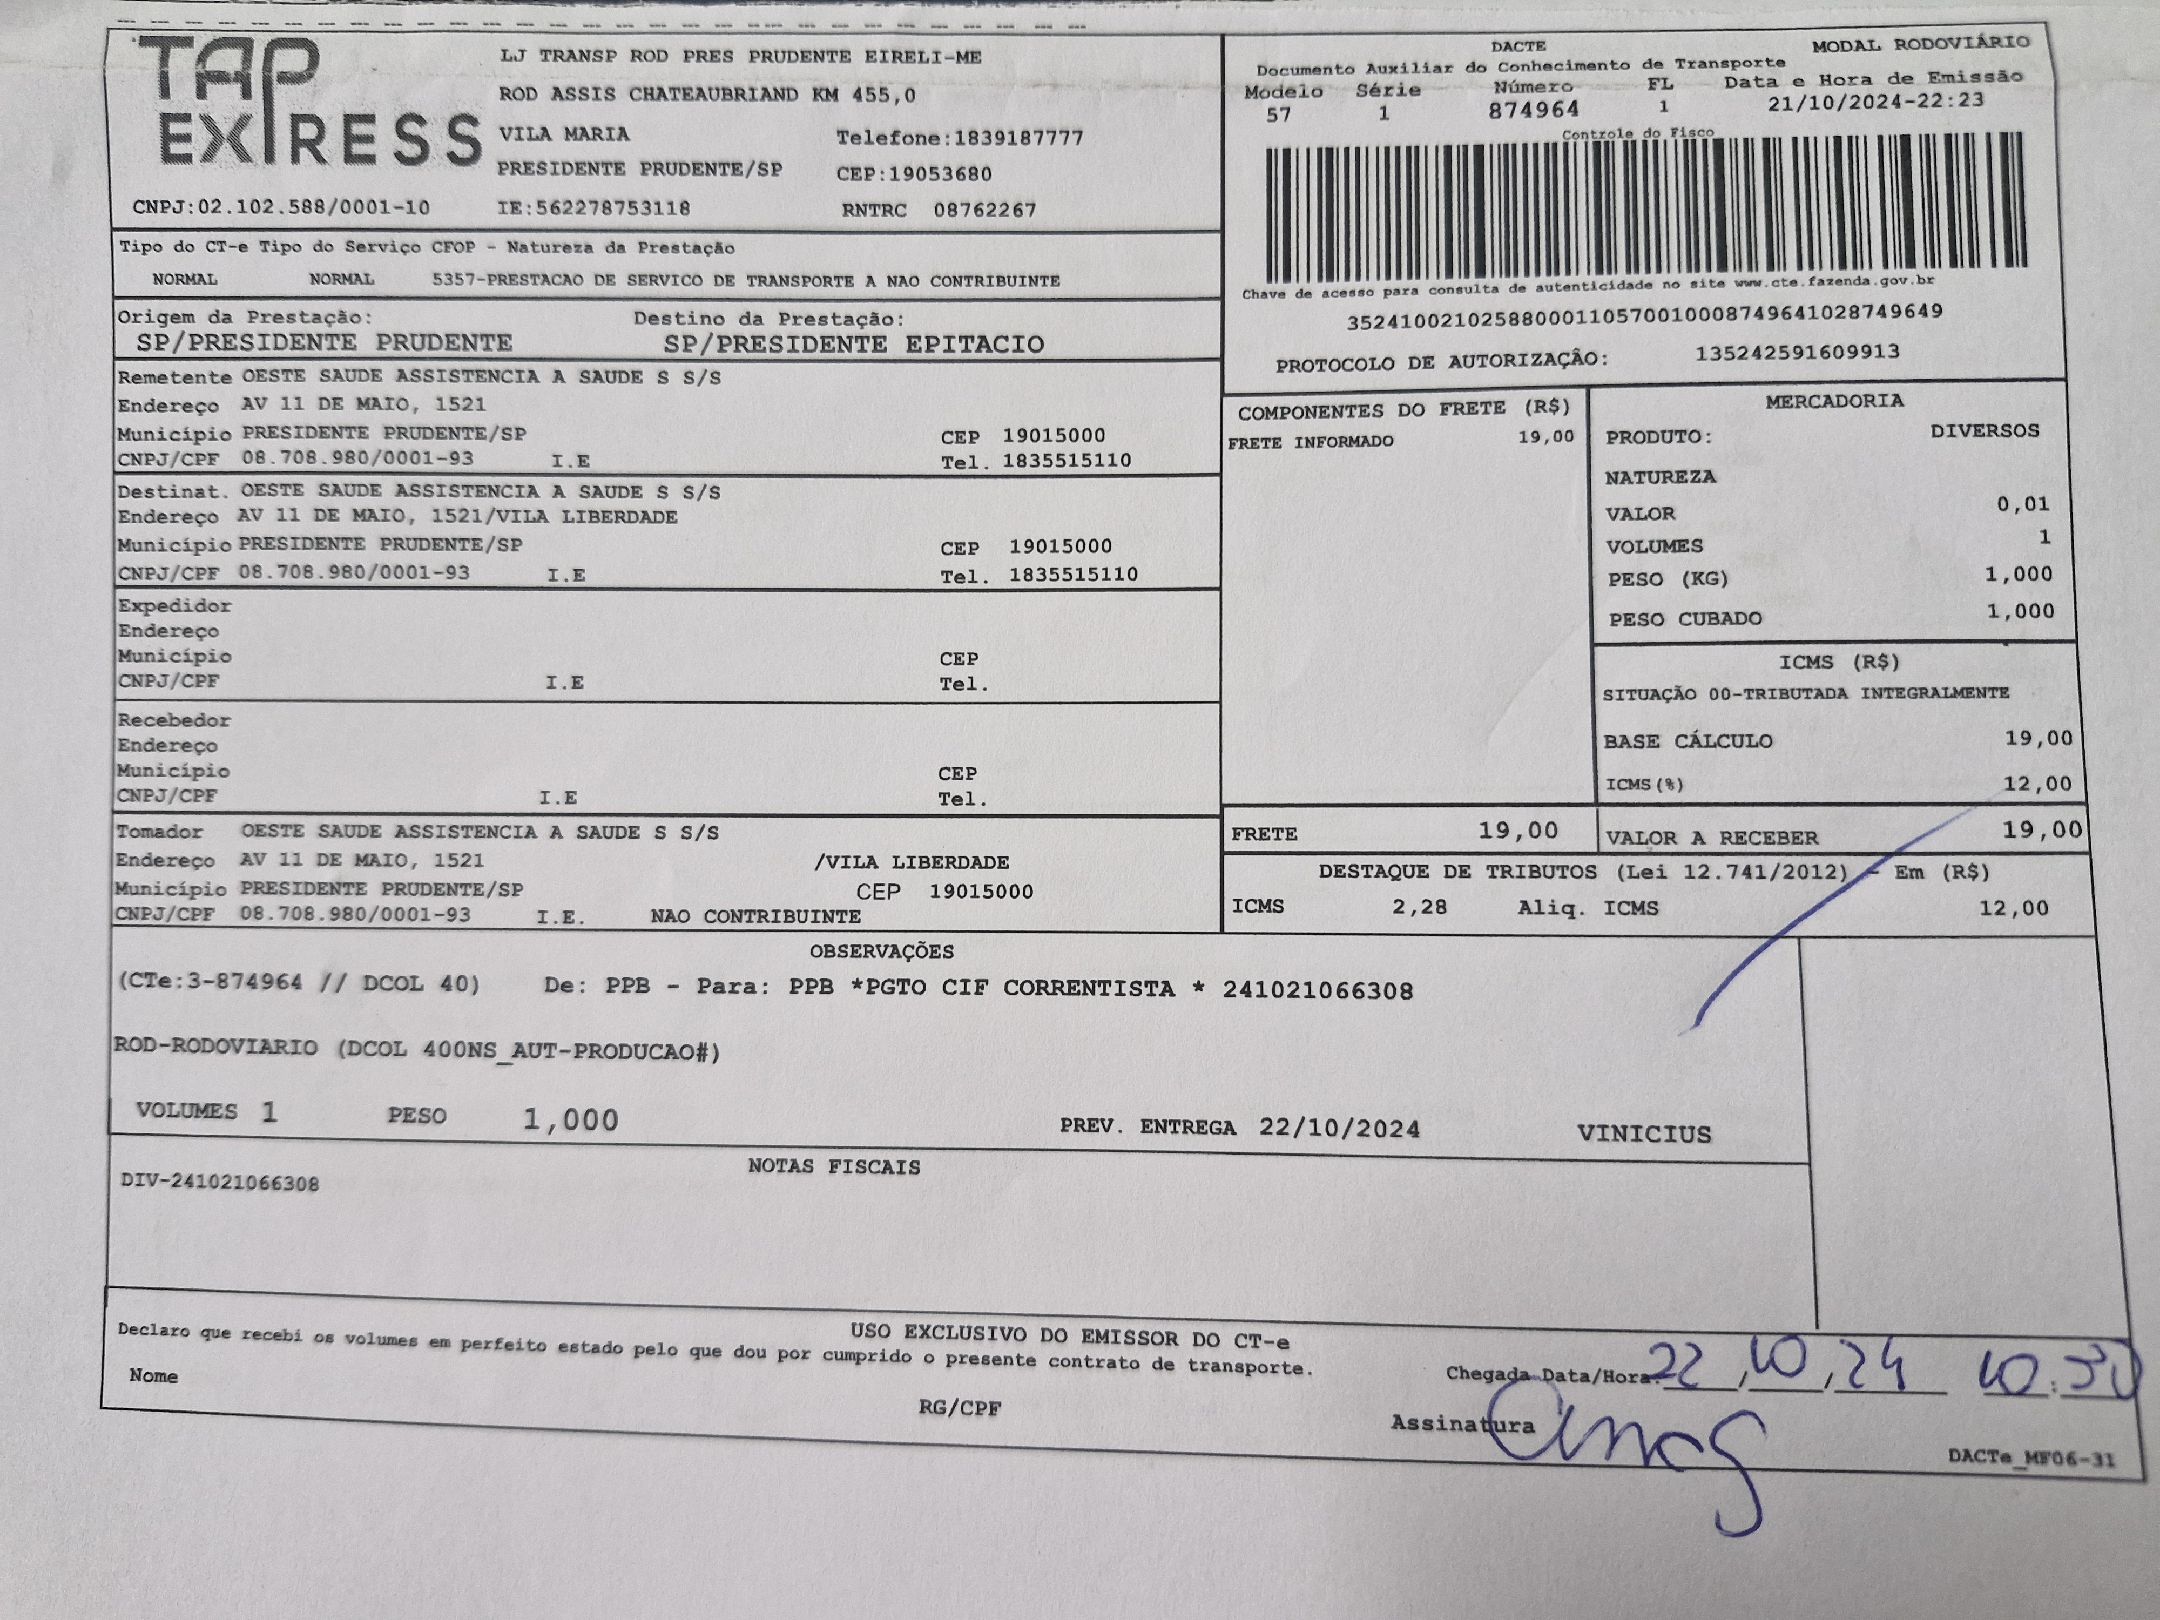 TAP EXPRESS
LJ TRANSP ROD PRES PRUDENTE EIRELI-ME
ROD ASSIS CHATEAUBRIAND KM 455,0
VILA MARIA Telefone:1839187777
PRESIDENTE PRUDENTE/SP CEP:19053680
CNPJ:02.102.588/0001-10 IE:562278753118 RNTRC 08762267
DACTE MODAL RODOVIÁRIO
Documento Auxiliar do Conhecimento de Transporte
Modelo Série Número FL Data e Hora de Emissão
57 1 874964 1 21/10/2024-22:23
Controle do Fisco
Chave de acesso para consulta de autenticidade no site www.cte.fazenda.gov.br
35241002102588000110570010008749641028749649
PROTOCOLO DE AUTORIZAÇÃO: 135242591609913
Tipo do CT-e Tipo do Serviço CFOP - Natureza da Prestação
NORMAL NORMAL 5357-PRESTACAO DE SERVICO DE TRANSPORTE A NAO CONTRIBUINTE
Origem da Prestação: Destino da Prestação:
SP/PRESIDENTE PRUDENTE SP/PRESIDENTE EPITACIO
Remetente OESTE SAUDE ASSISTENCIA A SAUDE S S/S
Endereço AV 11 DE MAIO, 1521
Município PRESIDENTE PRUDENTE/SP CEP 19015000
CNPJ/CPF 08.708.980/0001-93 I.E Tel. 1835515110
Destinat. OESTE SAUDE ASSISTENCIA A SAUDE S S/S
Endereço AV 11 DE MAIO, 1521/VILA LIBERDADE
Município PRESIDENTE PRUDENTE/SP CEP 19015000
CNPJ/CPF 08.708.980/0001-93 I.E Tel. 1835515110
Expedidor
Endereço
Município CEP
CNPJ/CPF I.E Tel.
Recebedor
Endereço
Município CEP
CNPJ/CPF I.E Tel.
Tomador OESTE SAUDE ASSISTENCIA A SAUDE S S/S
Endereço AV 11 DE MAIO, 1521 /VILA LIBERDADE
Município PRESIDENTE PRUDENTE/SP CEP 19015000
CNPJ/CPF 08.708.980/0001-93 I.E. NAO CONTRIBUINTE
COMPONENTES DO FRETE (R$)
FRETE INFORMADO 19,00
MERCADORIA
PRODUTO: DIVERSOS
NATUREZA
VALOR 0,01
VOLUMES 1
PESO (KG) 1,000
PESO CUBADO 1,000
ICMS (R$)
SITUAÇÃO 00-TRIBUTADA INTEGRALMENTE
BASE CÁLCULO 19,00
ICMS(%) 12,00
FRETE 19,00 VALOR A RECEBER 19,00
DESTAQUE DE TRIBUTOS (Lei 12.741/2012) - Em (R$)
ICMS 2,28 Aliq. ICMS 12,00
OBSERVAÇÕES
(CTe:3-874964 // DCOL 40) De: PPB - Para: PPB *PGTO CIF CORRENTISTA * 241021066308
ROD-RODOVIARIO (DCOL 400NS_AUT-PRODUCAO#)
VOLUMES 1 PESO 1,000 PREV. ENTREGA 22/10/2024 VINICIUS
NOTAS FISCAIS
DIV-241021066308
USO EXCLUSIVO DO EMISSOR DO CT-e
Declaro que recebi os volumes em perfeito estado pelo que dou por cumprido o presente contrato de transporte.
Nome RG/CPF
Chegada Data/Hora: 22,10,24 10:30
Assinatura
DACTe_MF06-31